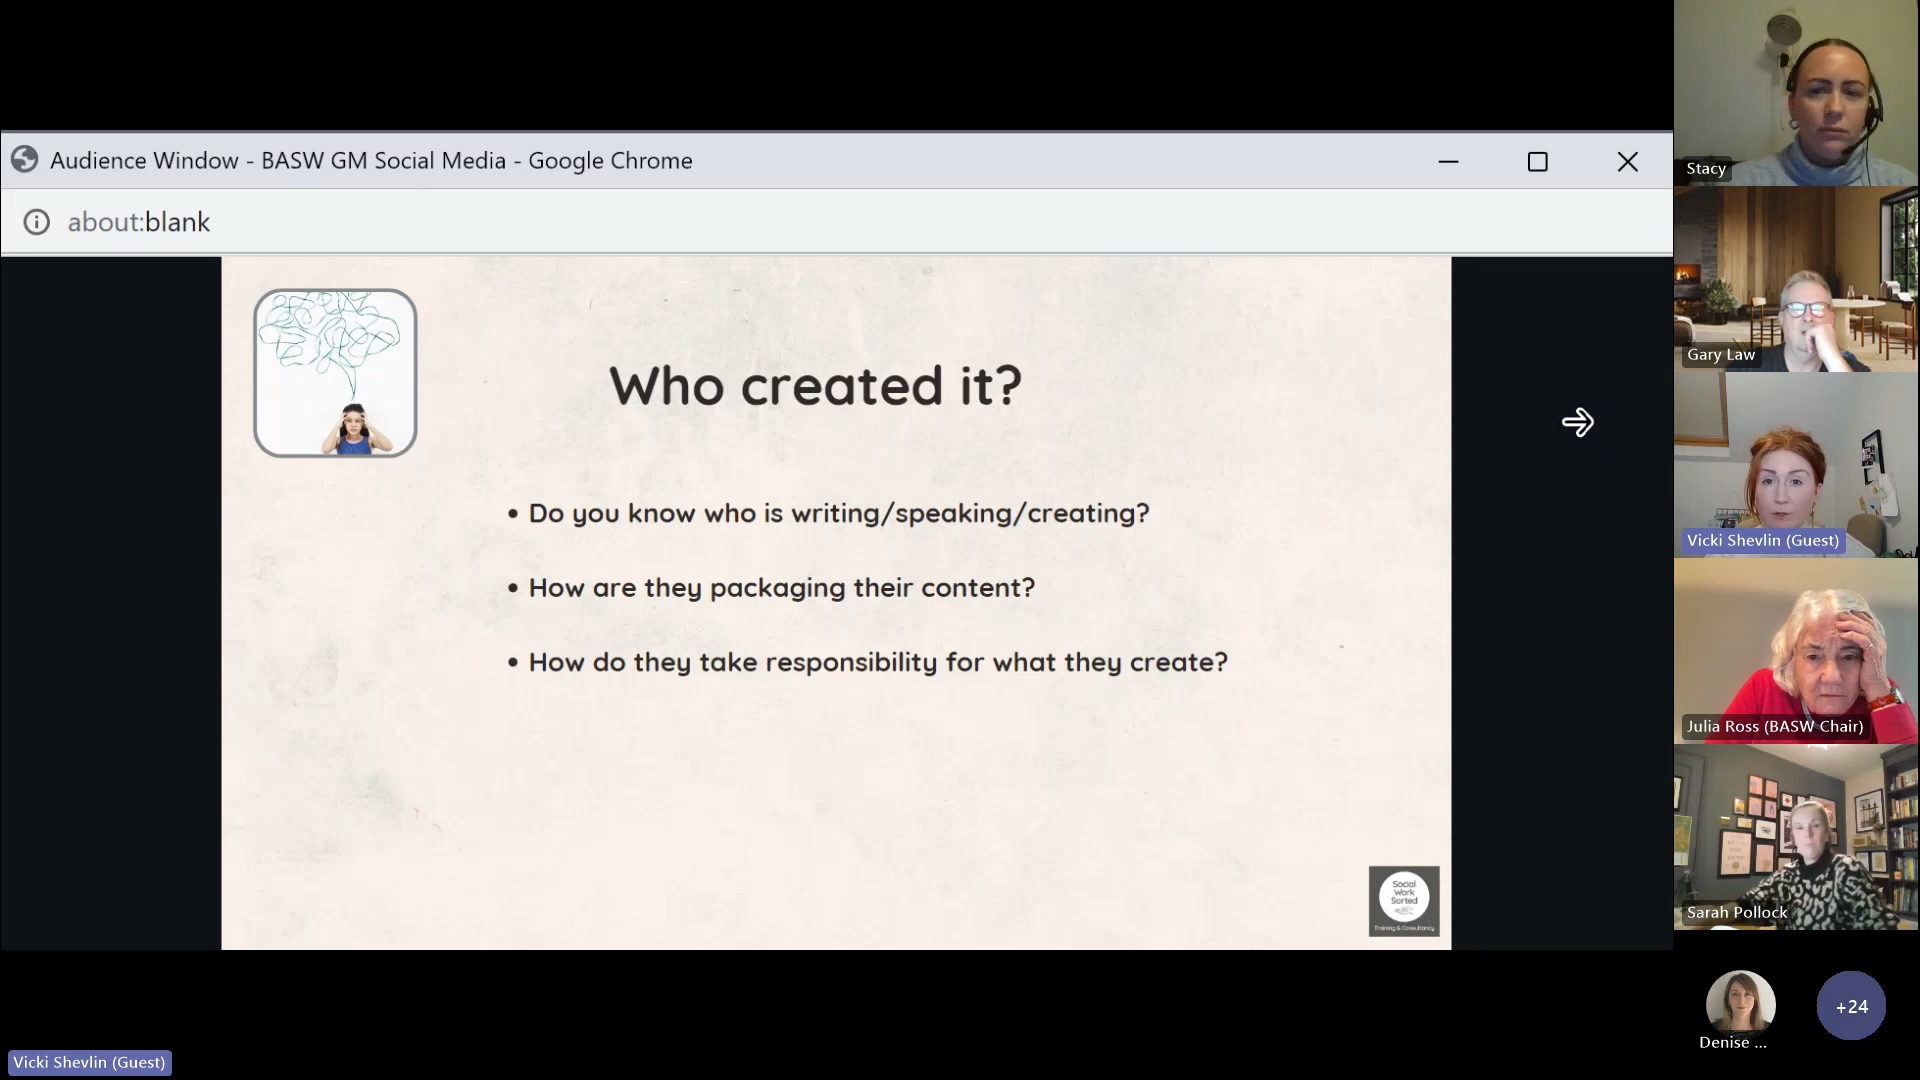 Audience Window - BASW GM Social Media - Google Chrome
about:blank
Who created it?
• Do you know who is writing/speaking/creating?
• How are they packaging their content?
• How do they take responsibility for what they create?
Social
Work
Sorted
Training & Consultancy
Stacy
Gary Law
Vicki Shevlin (Guest)
Julia Ross (BASW Chair)
Sarah Pollock
Denise ...
+24
Vicki Shevlin (Guest)